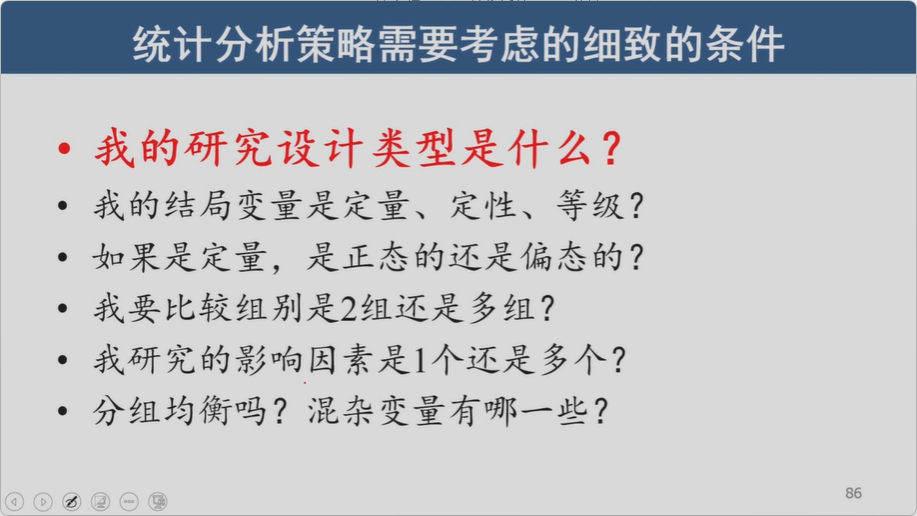 统计分析策略需要考虑的细致的条件
• 我的研究设计类型是什么？
• 我的结局变量是定量、定性、等级？
• 如果是定量，是正态的还是偏态的？
• 我要比较组别是2组还是多组？
• 我研究的影响因素是1个还是多个？
• 分组均衡吗？混杂变量有哪一些？
86